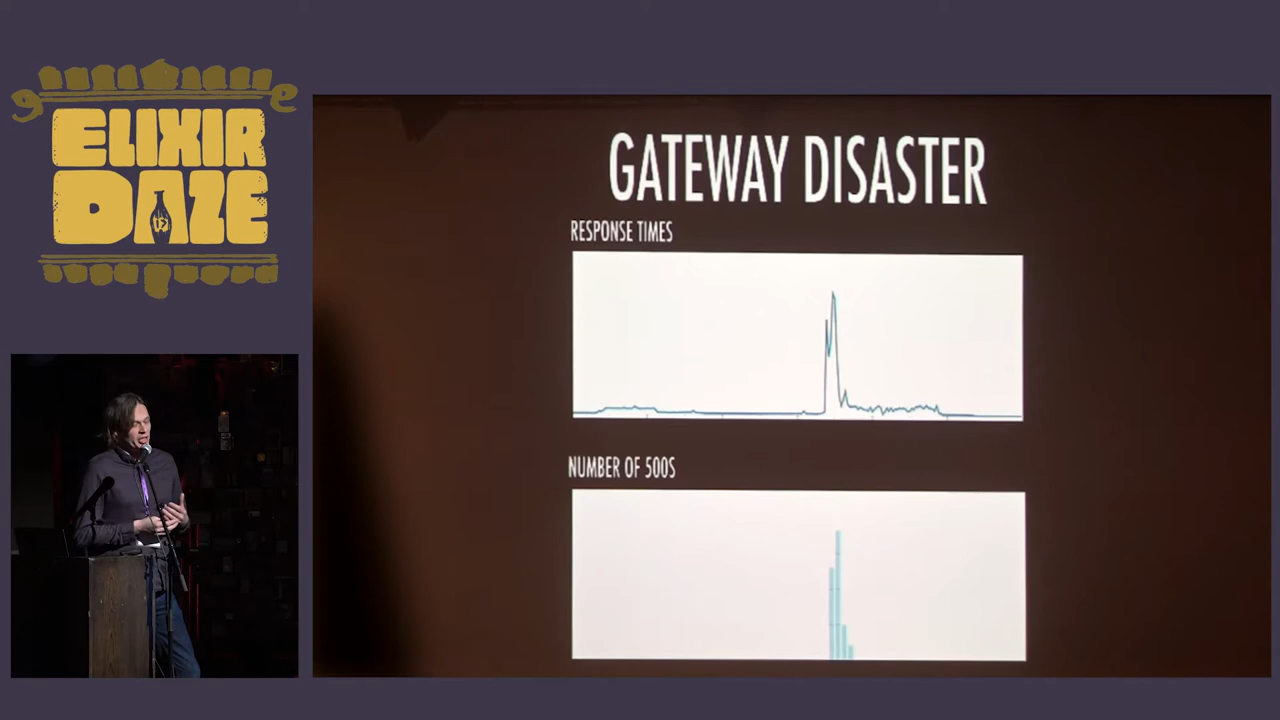 ELIXIR
DAZE
GATEWAY DISASTER
RESPONSE TIMES
NUMBER OF 500S